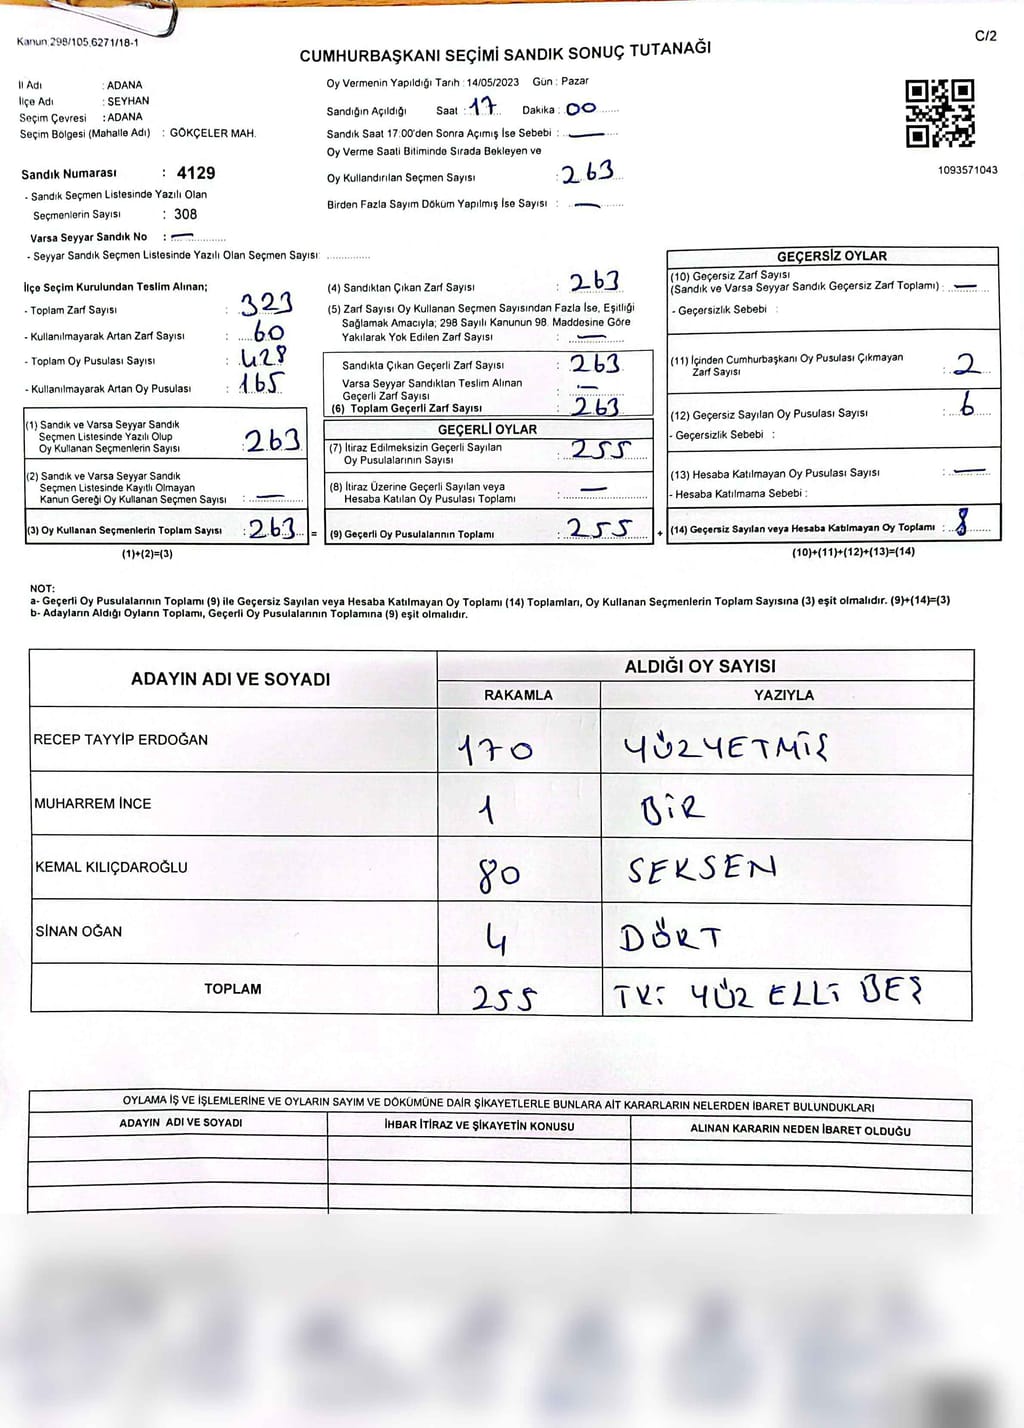 Kanun 298/105,6271/18-1
C/2
CUMHURBAŞKANI SEÇİMİ SANDIK SONUÇ TUTANAĞI
İl Adı : ADANA
İlçe Adı : SEYHAN
Seçim Çevresi : ADANA
Seçim Bölgesi (Mahalle Adı) : GÖKÇELER MAH.
Sandık Numarası : 4129
- Sandık Seçmen Listesinde Yazılı Olan
Seçmenlerin Sayısı : 308
Varsa Seyyar Sandık No : —
- Seyyar Sandık Seçmen Listesinde Yazılı Olan Seçmen Sayısı:
Oy Vermenin Yapıldığı Tarih : 14/05/2023 Gün : Pazar
Sandığın Açıldığı Saat : 17 Dakika : 00
Sandık Saat 17:00'den Sonra Açımış İse Sebebi : —
Oy Verme Saati Bitiminde Sırada Bekleyen ve
Oy Kullandırılan Seçmen Sayısı : 263
Birden Fazla Sayım Döküm Yapılmış İse Sayısı : —
1093571043
İlçe Seçim Kurulundan Teslim Alınan;
- Toplam Zarf Sayısı : 323
- Kullanılmayarak Artan Zarf Sayısı : 60
- Toplam Oy Pusulası Sayısı : 428
- Kullanılmayarak Artan Oy Pusulası : 165
(1) Sandık ve Varsa Seyyar Sandık
Seçmen Listesinde Yazılı Olup
Oy Kullanan Seçmenlerin Sayısı : 263
(2) Sandık ve Varsa Seyyar Sandık
Seçmen Listesinde Kayıtlı Olmayan
Kanun Gereği Oy Kullanan Seçmen Sayısı : —
(3) Oy Kullanan Seçmenlerin Toplam Sayısı : 263 =
(1)+(2)=(3)
(4) Sandıktan Çıkan Zarf Sayısı : 263
(5) Zarf Sayısı Oy Kullanan Seçmen Sayısından Fazla İse, Eşitliği
Sağlamak Amacıyla; 298 Sayılı Kanunun 98. Maddesine Göre
Yakılarak Yok Edilen Zarf Sayısı : —
Sandıkta Çıkan Geçerli Zarf Sayısı : 263
Varsa Seyyar Sandıktan Teslim Alınan
Geçerli Zarf Sayısı : —
(6) Toplam Geçerli Zarf Sayısı : 263
GEÇERLİ OYLAR
(7) İtiraz Edilmeksizin Geçerli Sayılan
Oy Pusulalarının Sayısı : 255
(8) İtiraz Üzerine Geçerli Sayılan veya
Hesaba Katılan Oy Pusulası Toplamı : —
(9) Geçerli Oy Pusulalarının Toplamı : 255 +
GEÇERSİZ OYLAR
(10) Geçersiz Zarf Sayısı
(Sandık ve Varsa Seyyar Sandık Geçersiz Zarf Toplamı) : —
- Geçersizlik Sebebi :
(11) İçinden Cumhurbaşkanı Oy Pusulası Çıkmayan
Zarf Sayısı : 2
(12) Geçersiz Sayılan Oy Pusulası Sayısı : 6
- Geçersizlik Sebebi :
(13) Hesaba Katılmayan Oy Pusulası Sayısı : —
- Hesaba Katılmama Sebebi :
(14) Geçersiz Sayılan veya Hesaba Katılmayan Oy Toplamı : 8
(10)+(11)+(12)+(13)=(14)
NOT:
a- Geçerli Oy Pusulalarının Toplamı (9) ile Geçersiz Sayılan veya Hesaba Katılmayan Oy Toplamı (14) Toplamları, Oy Kullanan Seçmenlerin Toplam Sayısına (3) eşit olmalıdır. (9)+(14)=(3)
b- Adayların Aldığı Oyların Toplamı, Geçerli Oy Pusulalarının Toplamına (9) eşit olmalıdır.
ADAYIN ADI VE SOYADI
ALDIĞI OY SAYISI
RAKAMLA YAZIYLA
RECEP TAYYİP ERDOĞAN 170 YÜZYETMİŞ
MUHARREM İNCE 1 BİR
KEMAL KILIÇDAROĞLU 80 SEKSEN
SİNAN OĞAN 4 DÖRT
TOPLAM 255 İKİ YÜZ ELLİ BEŞ
OYLAMA İŞ VE İŞLEMLERİNE VE OYLARIN SAYIM VE DÖKÜMÜNE DAİR ŞİKAYETLERLE BUNLARA AİT KARARLARIN NELERDEN İBARET BULUNDUKLARI
ADAYIN ADI VE SOYADI İHBAR İTİRAZ VE ŞİKAYETİN KONUSU ALINAN KARARIN NEDEN İBARET OLDUĞU